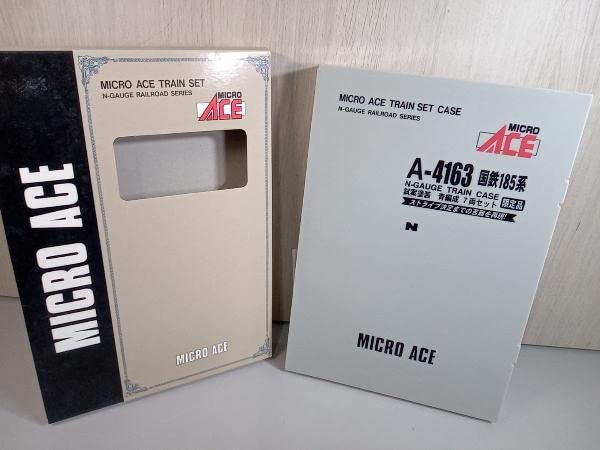 MICRO ACE
MICRO ACE TRAIN SET
N-GAUGE RAILROAD SERIES
MICRO
ACE
MICRO ACE
MICRO ACE TRAIN SET CASE
N-GAUGE RAILROAD SERIES
MICRO
ACE
A-4163 国鉄185系
N-GAUGE TRAIN CASE
試案塗装 青編成 7両セット 限定品
ストライプ決定までの苦難を再現!
N
MICRO ACE